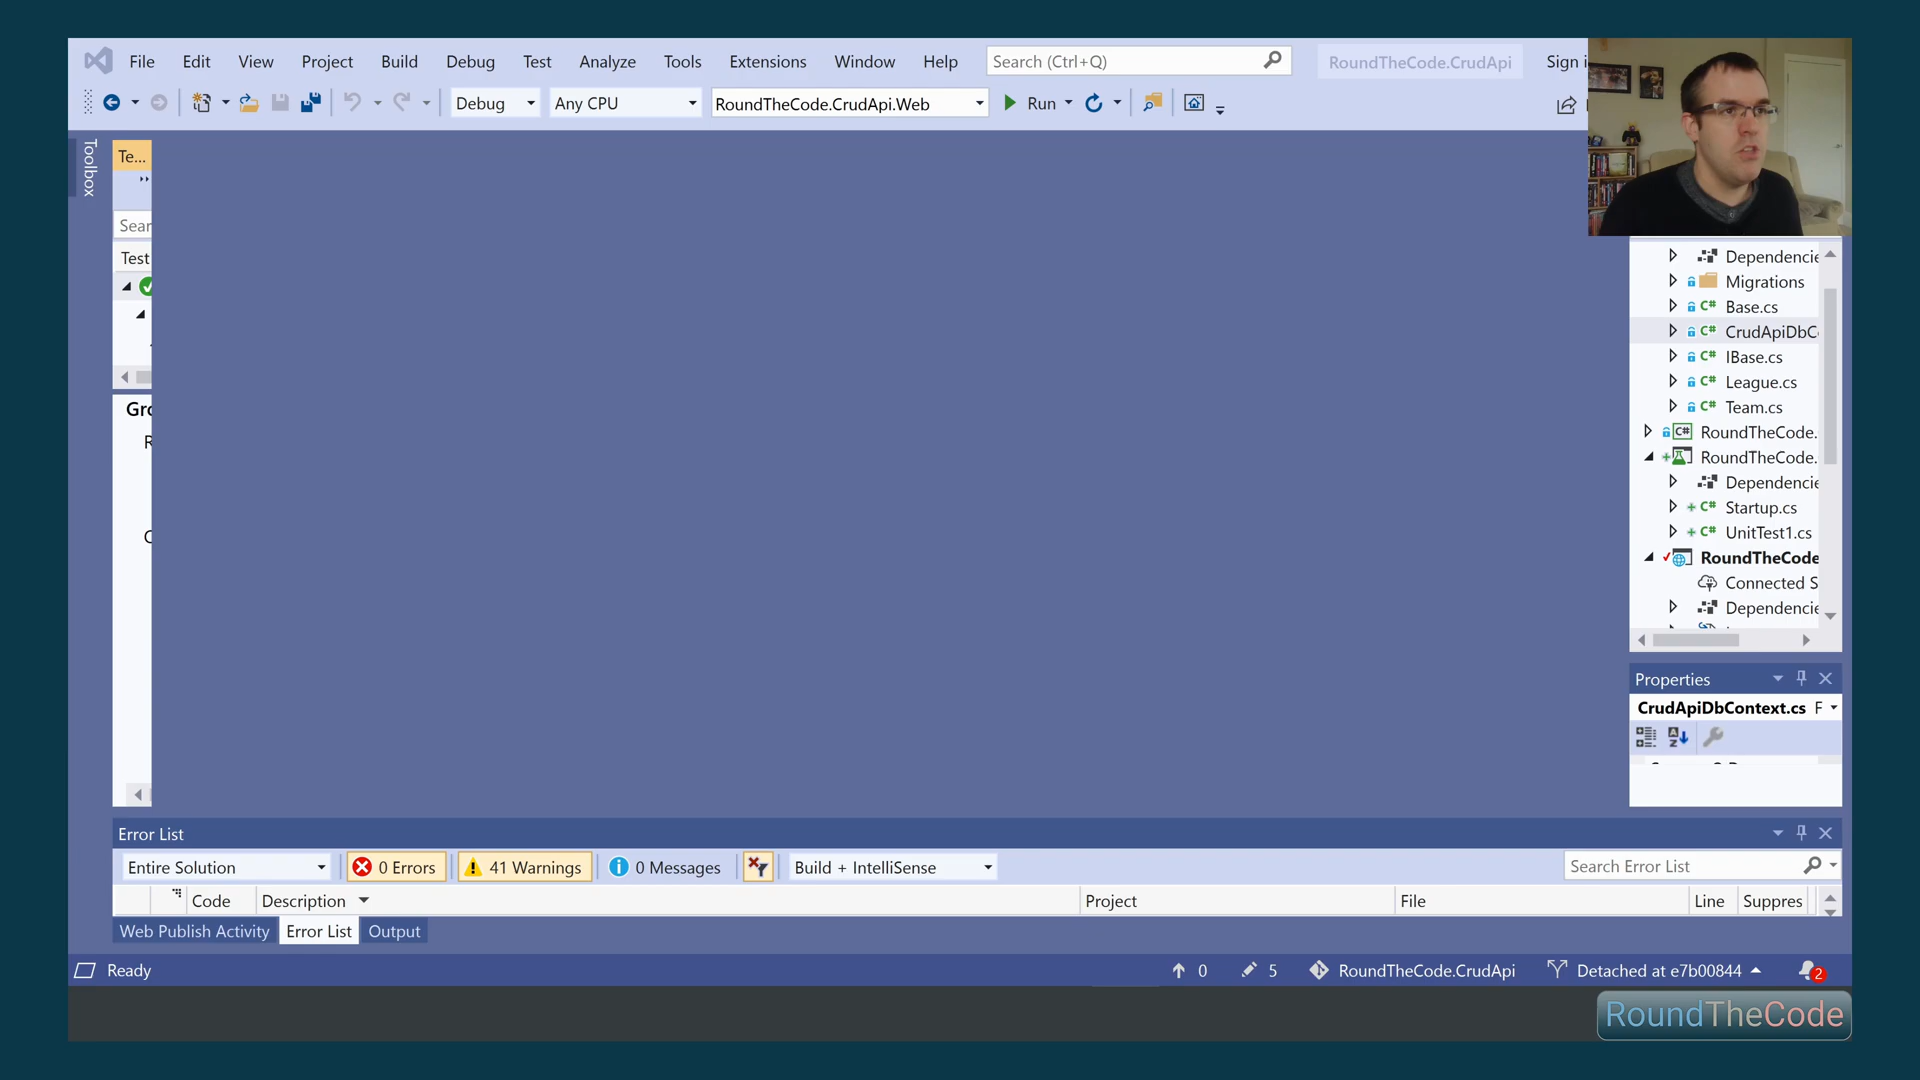 File Edit View Project Build Debug Test Analyze Tools Extensions Window Help Search (Ctrl+Q) RoundTheCode.CrudApi Sign i
Debug Any CPU RoundTheCode.CrudApi.Web Run
Toolbox
Te...
Sear
Test
Gro
R
C
Dependencie
Migrations
C# Base.cs
C# CrudApiDbC
C# IBase.cs
C# League.cs
C# Team.cs
C# RoundTheCode.
RoundTheCode.
Dependencie
C# Startup.cs
C# UnitTest1.cs
RoundTheCode
Connected S
Dependencie
Properties
CrudApiDbContext.cs F
Error List
Entire Solution 0 Errors 41 Warnings 0 Messages Build + IntelliSense Search Error List
Code Description Project File Line Suppres
Web Publish Activity Error List Output
Ready 0 5 RoundTheCode.CrudApi Detached at e7b00844 2
RoundTheCode